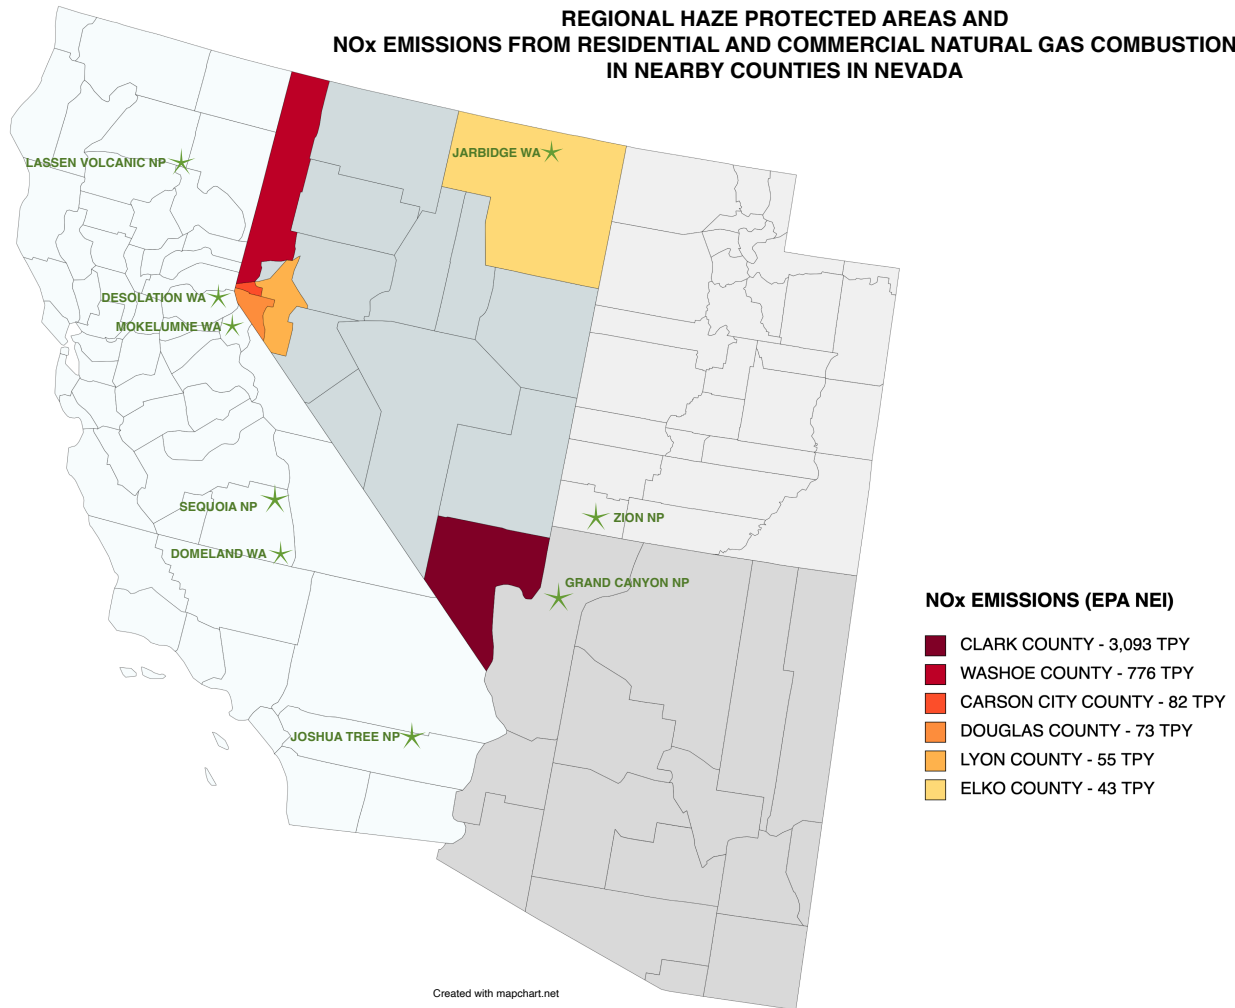 REGIONAL HAZE PROTECTED AREAS AND
NOx EMISSIONS FROM RESIDENTIAL AND COMMERCIAL NATURAL GAS COMBUSTION
IN NEARBY COUNTIES IN NEVADA
JARBIDGE WA
LASSEN VOLCANIC NP
DESOLATION WA
MOKELUMNE WA
SEQUOIA NP
ZION NP
DOMELAND WA
GRAND CANYON NP
JOSHUA TREE NP
NOx EMISSIONS (EPA NEI)
CLARK COUNTY - 3,093 TPY
WASHOE COUNTY - 776 TPY
CARSON CITY COUNTY - 82 TPY
DOUGLAS COUNTY - 73 TPY
LYON COUNTY - 55 TPY
ELKO COUNTY - 43 TPY
Created with mapchart.net